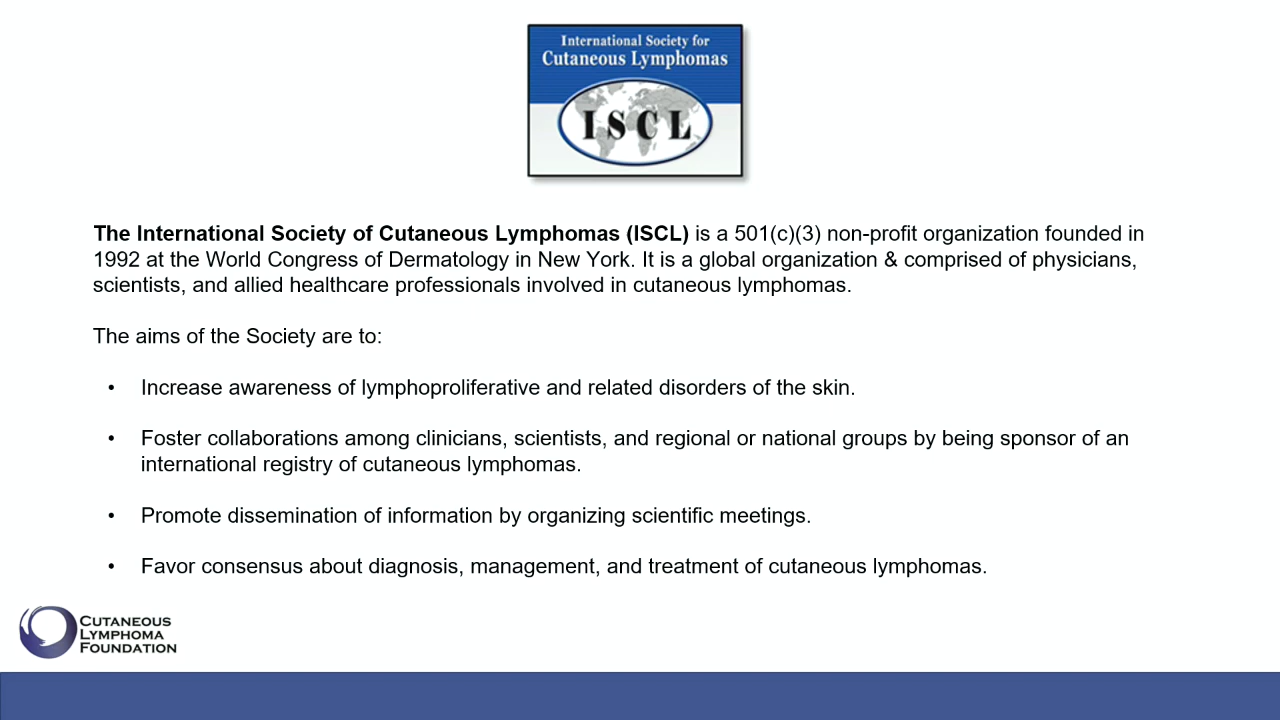 International Society for
Cutaneous Lymphomas
ISCL
The International Society of Cutaneous Lymphomas (ISCL) is a 501(c)(3) non-profit organization founded in
1992 at the World Congress of Dermatology in New York. It is a global organization & comprised of physicians,
scientists, and allied healthcare professionals involved in cutaneous lymphomas.
The aims of the Society are to:
• Increase awareness of lymphoproliferative and related disorders of the skin.
• Foster collaborations among clinicians, scientists, and regional or national groups by being sponsor of an
international registry of cutaneous lymphomas.
• Promote dissemination of information by organizing scientific meetings.
• Favor consensus about diagnosis, management, and treatment of cutaneous lymphomas.
CUTANEOUS
LYMPHOMA
FOUNDATION